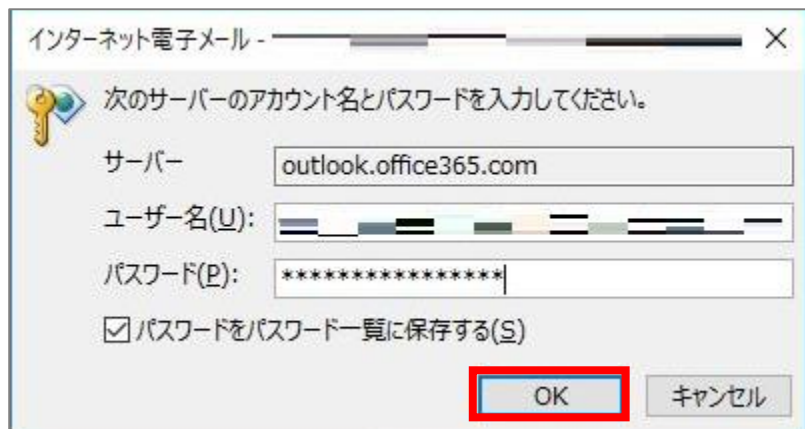 インターネット電子メール -
次のサーバーのアカウント名とパスワードを入力してください。
サーバー outlook.office365.com
ユーザー名(U):
パスワード(P): ****************
パスワードをパスワード一覧に保存する(S)
OK キャンセル